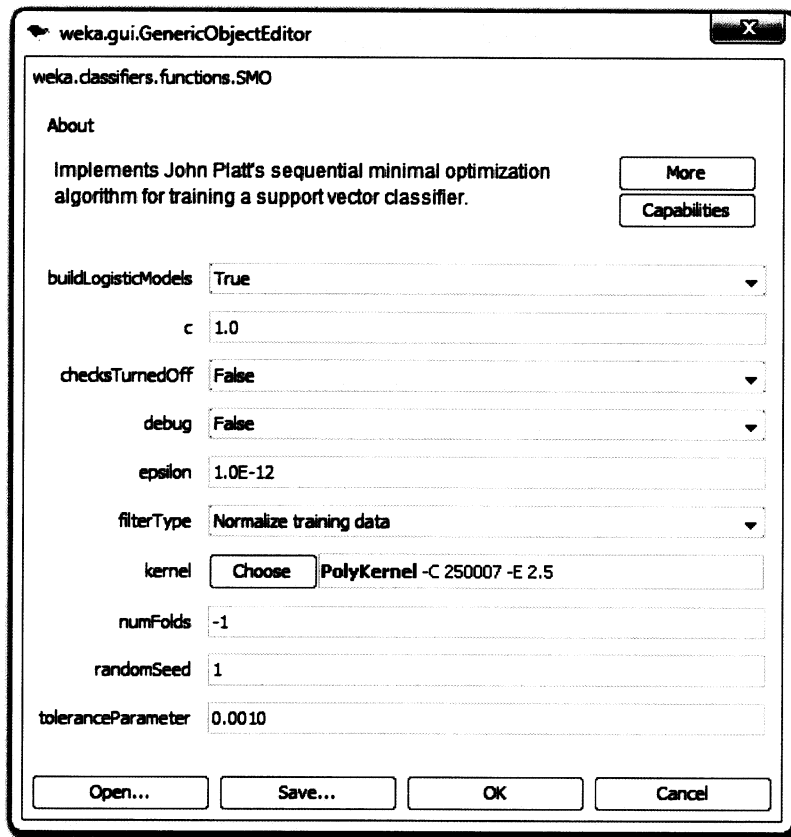 weka.gui.GenericObjectEditor
X
weka.classifiers.functions.SMO
About
Implements John Platt's sequential minimal optimization
algorithm for training a support vector classifier.
More
Capabilities
buildLogisticModels True
c 1.0
checksTurnedOff False
debug False
epsilon 1.0E-12
filterType Normalize training data
kernel Choose PolyKernel -C 250007 -E 2.5
numFolds -1
randomSeed 1
toleranceParameter 0.0010
Open... Save... OK Cancel